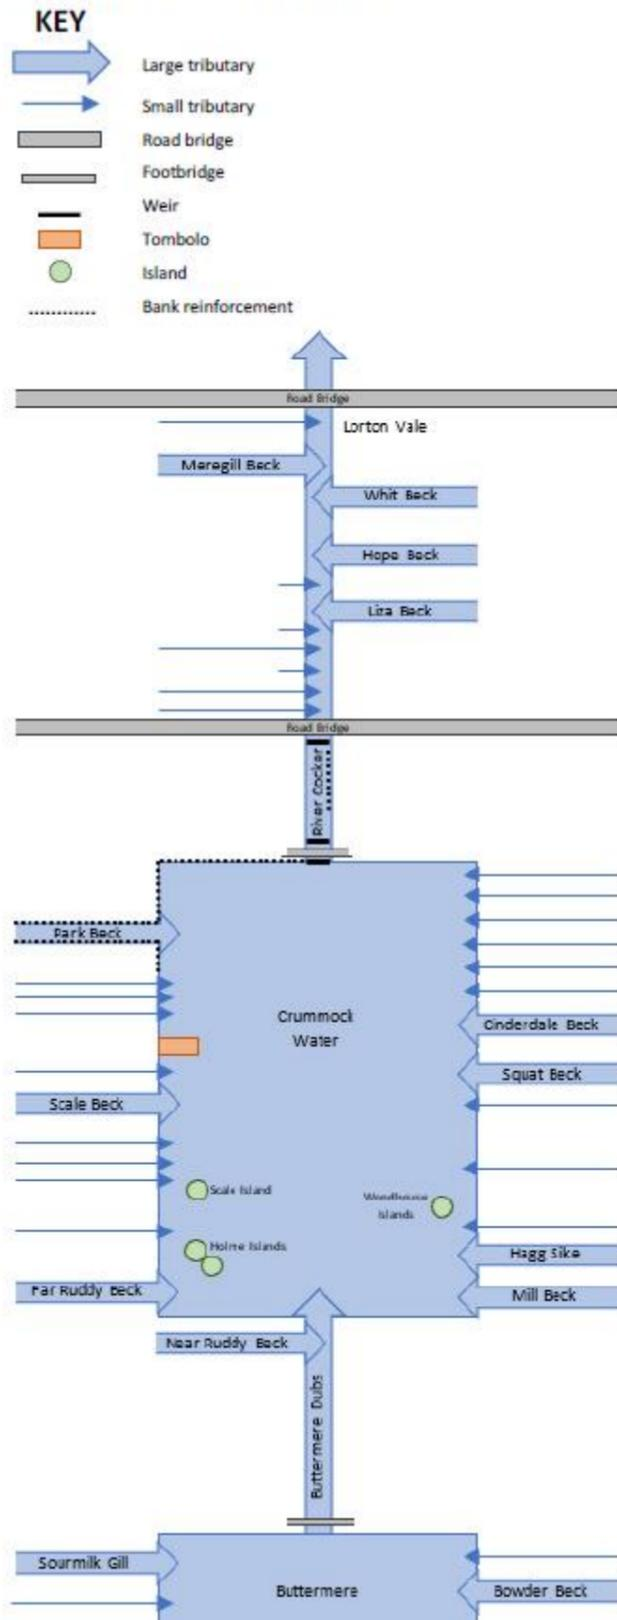 KEY
Large tributary
Small tributary
Road bridge
Footbridge
Weir
Tombolo
Island
Bank reinforcement
Road Bridge
Lorton Vale
Meregill Beck
Whit Beck
Hope Beck
Liza Beck
Road Bridge
River Cocker
Park Beck
Crummock
Water
Cinderdale Beck
Squat Beck
Scale Beck
Scale Island
Woodhouse
Islands
Holme Islands
Hagg Sike
Far Ruddy Beck
Mill Beck
Near Ruddy Beck
Buttermere Dubs
Sourmilk Gill
Buttermere
Bowder Beck